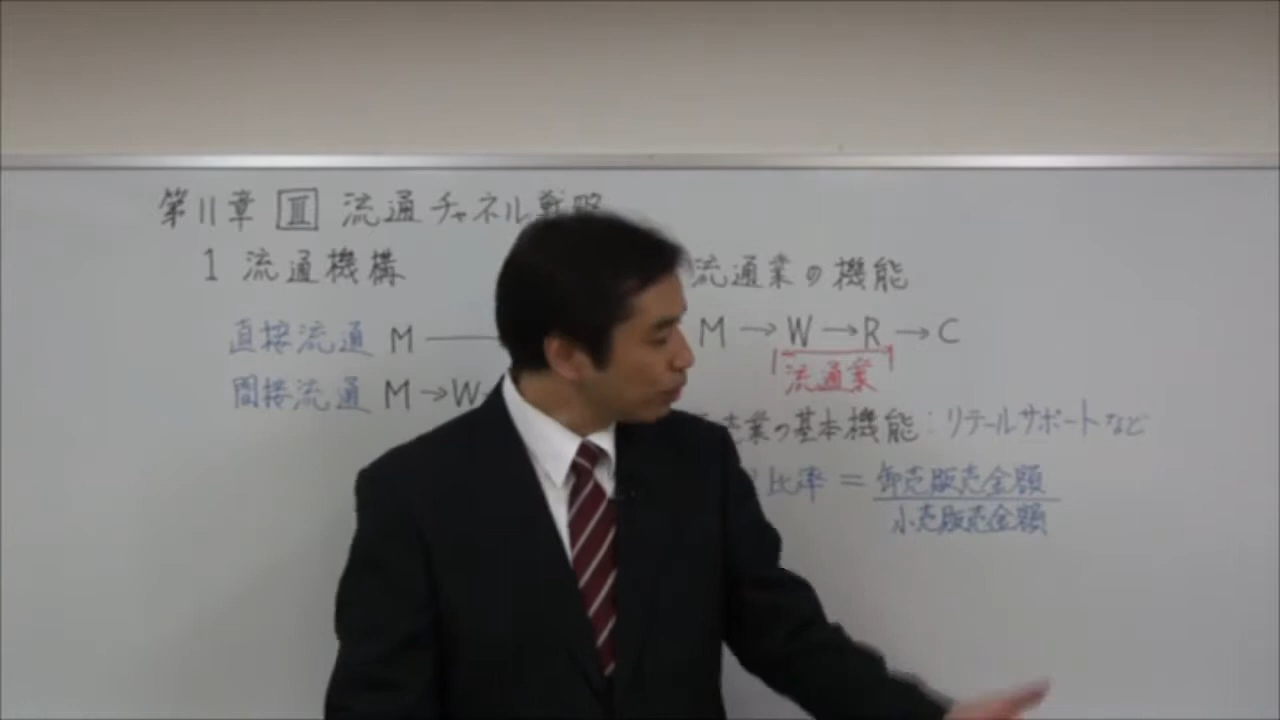 第11章 Ⅲ 流通チャネル戦略
1 流通機構
直接流通 M
間接流通 M→W
流通業の機能
M→W→R→C
流通業
売業の基本機能：リテールサポートなど
比率＝卸売販売金額
小売販売金額